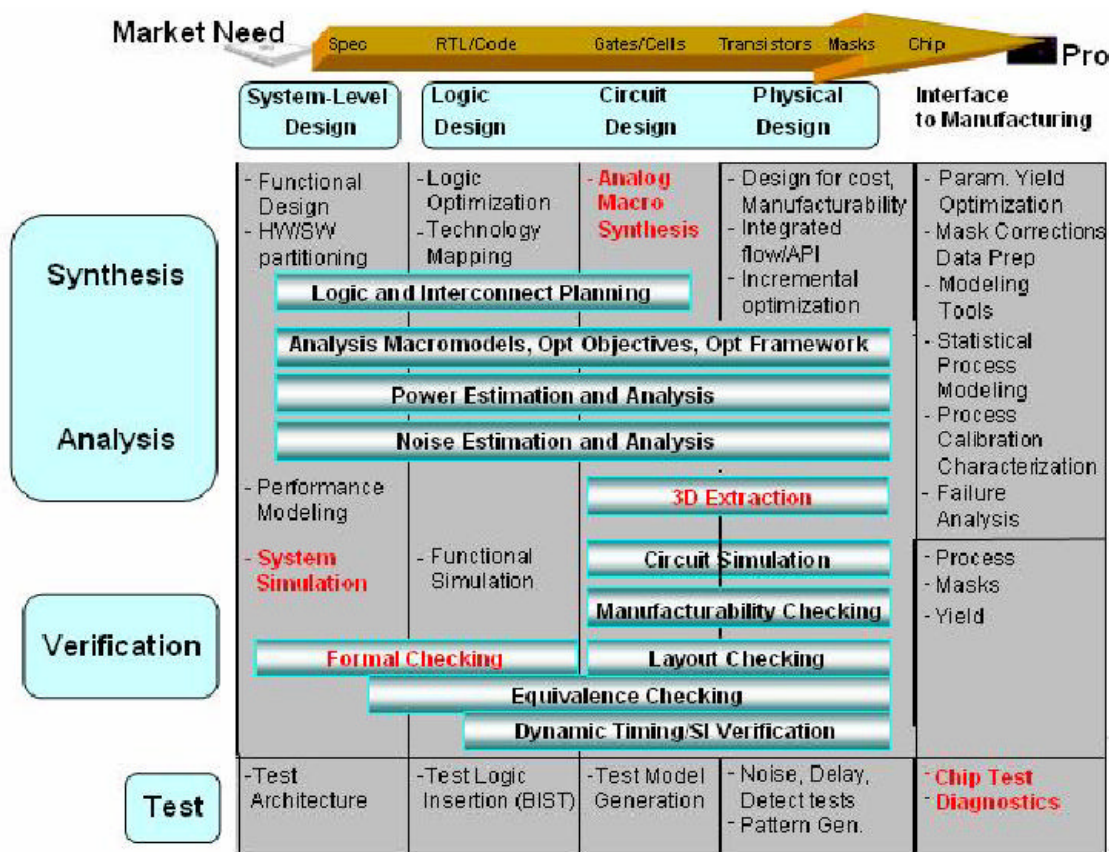 Market Need
Spec RTL/Code Gates/Cells Transistors Masks Chip
Pro
System-Level
Design
Logic
Design
Circuit
Design
Physical
Design
Interface
to Manufacturing
Synthesis
Analysis
- Functional
Design
- HW/SW
partitioning
- Logic
Optimization
- Technology
Mapping
- Analog
Macro
Synthesis
- Design for cost,
Manufacturability
- Integrated
flow/API
- Incremental
optimization
- Param. Yield
Optimization
- Mask Corrections
Data Prep
- Modeling
Tools
- Statistical
Process
Modeling
- Process
Calibration
Characterization
- Failure
Analysis
Logic and Interconnect Planning
Analysis Macromodels, Opt Objectives, Opt Framework
Power Estimation and Analysis
Noise Estimation and Analysis
- Performance
Modeling
3D Extraction
Verification
- System
Simulation
- Functional
Simulation
Circuit Simulation
Manufacturability Checking
Formal Checking
Layout Checking
Equivalence Checking
Dynamic Timing/SI Verification
- Process
- Masks
- Yield
Test
-Test
Architecture
-Test Logic
Insertion (BIST)
-Test Model
Generation
- Noise, Delay,
Detect tests
- Pattern Gen.
- Chip Test
- Diagnostics